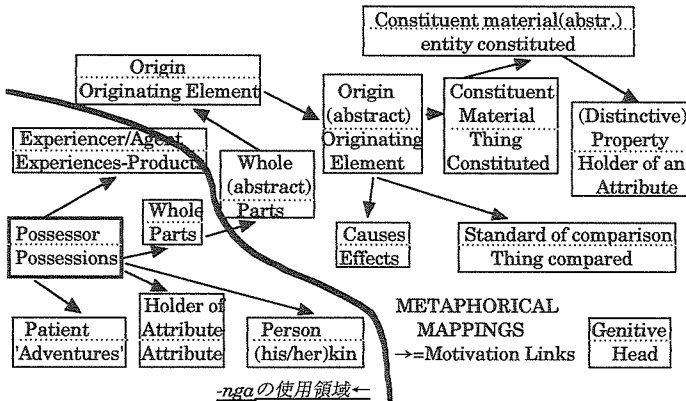 Constituent material(abstr.)
entity constituted
Origin
Originating Element
Origin
(abstract)
Originating
Element
Constituent
Material
Thing
Constituted
(Distinctive)
Property
Holder of an
Attribute
Experiencer/Agent
Experiences-Products
Whole
(abstract)
Parts
Whole
Parts
Possessor
Possessions
Causes
Effects
Standard of comparison
Thing compared
Patient
'Adventures'
Holder of
Attribute
Attribute
Person
(his/her)kin
METAPHORICAL
MAPPINGS
→=Motivation Links
Genitive
Head
-ngaの使用領域←